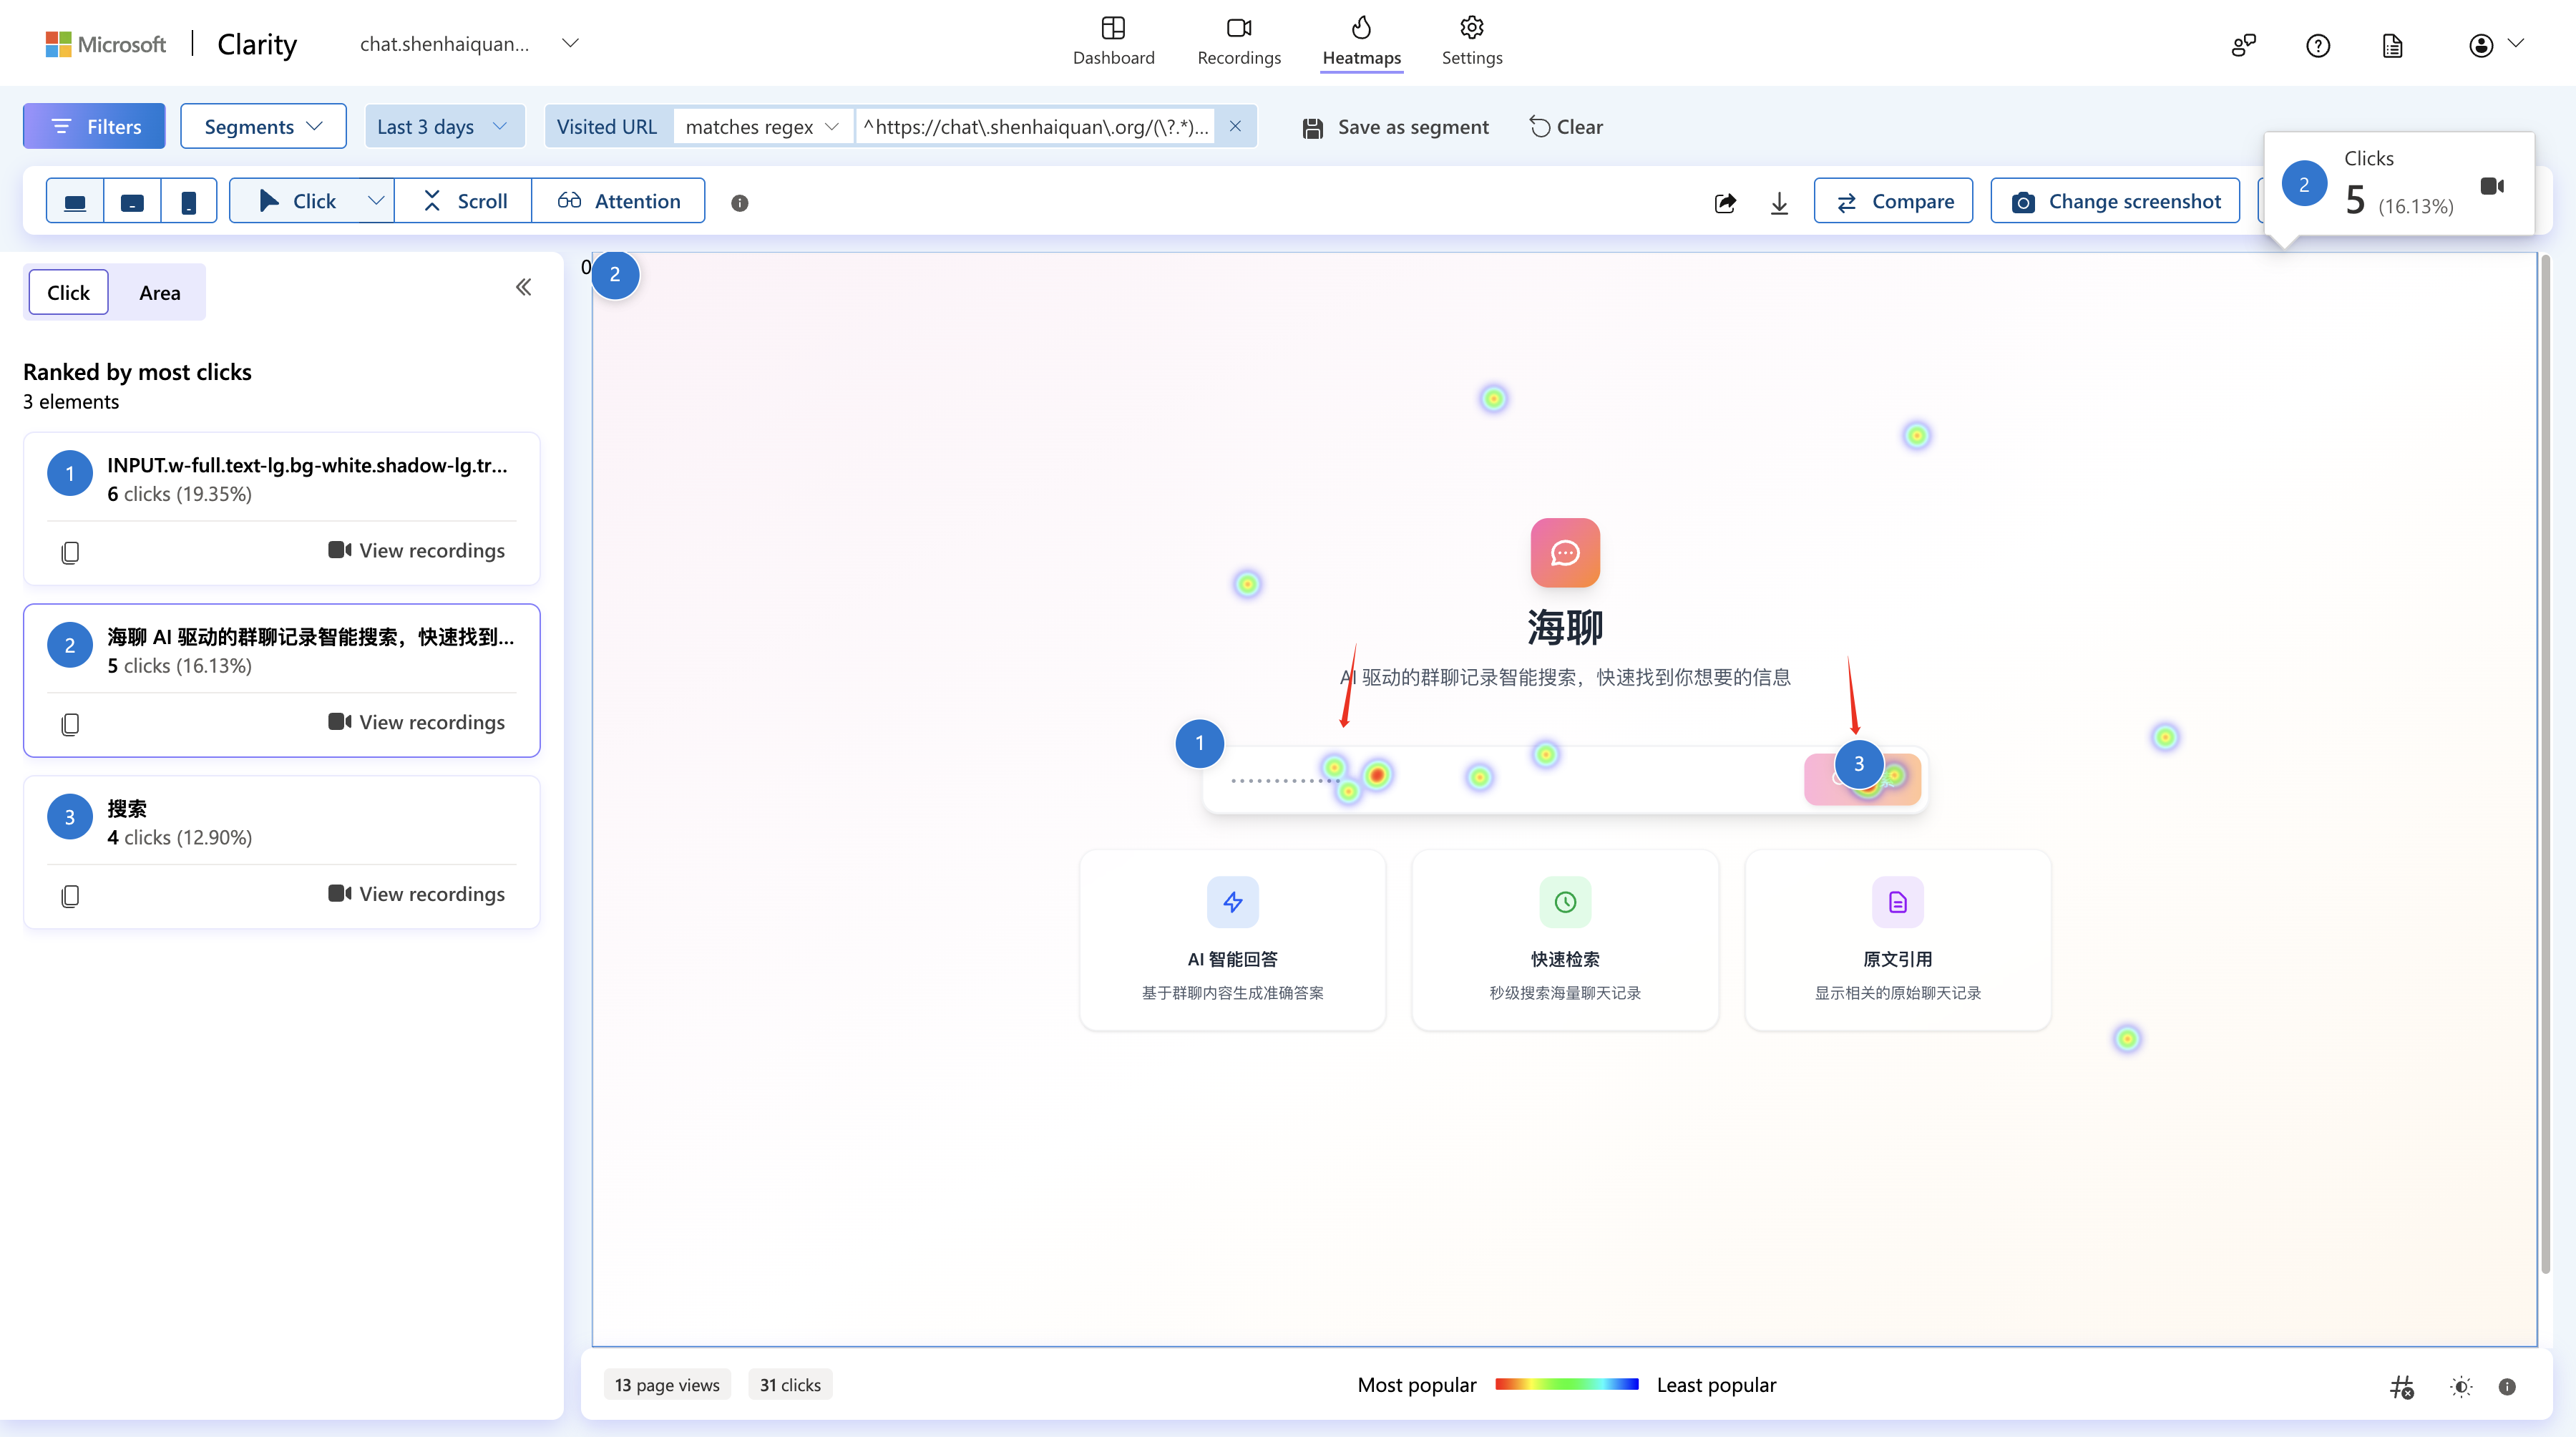 Microsoft
Clarity
chat.shenhaiquan...
Dashboard
Recordings
Heatmaps
Settings
Filters
Segments
Last 3 days
Visited URL
matches regex
^https://chat\.shenhaiquan\.org/(\?.*)...
Save as segment
Clear
Click
Scroll
Attention
Compare
Change screenshot
2
Clicks
5 (16.13%)
Click
Area
Ranked by most clicks
3 elements
1
INPUT.w-full.text-lg.bg-white.shadow-lg.tr...
6 clicks (19.35%)
View recordings
2
海聊 AI 驱动的群聊记录智能搜索，快速找到...
5 clicks (16.13%)
View recordings
3
搜索
4 clicks (12.90%)
View recordings
0
2
海聊
AI 驱动的群聊记录智能搜索，快速找到你想要的信息
1
3
AI 智能回答
基于群聊内容生成准确答案
快速检索
秒级搜索海量聊天记录
原文引用
显示相关的原始聊天记录
13 page views
31 clicks
Most popular
Least popular